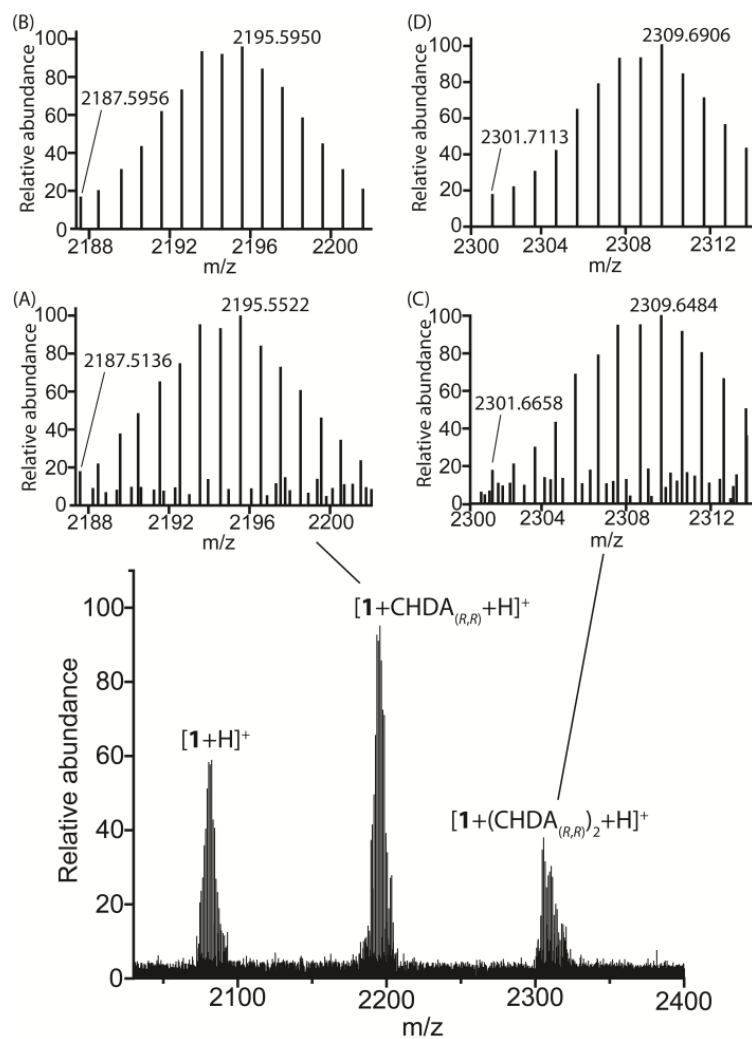 (B)
2195.5950
2187.5956
Relative abundance
100
80
60
40
20
0
2188 2192 2196 2200
m/z
(D)
2309.6906
2301.7113
Relative abundance
100
80
60
40
20
0
2300 2304 2308 2312
m/z
(A)
2195.5522
2187.5136
Relative abundance
100
80
60
40
20
0
2188 2192 2196 2200
m/z
(C)
2309.6484
2301.6658
Relative abundance
100
80
60
40
20
0
2300 2304 2308 2312
m/z
[1+CHDA(R,R)+H]+
[1+H]+
[1+(CHDA(R,R))2+H]+
Relative abundance
100
80
60
40
20
0
2100 2200 2300 2400
m/z